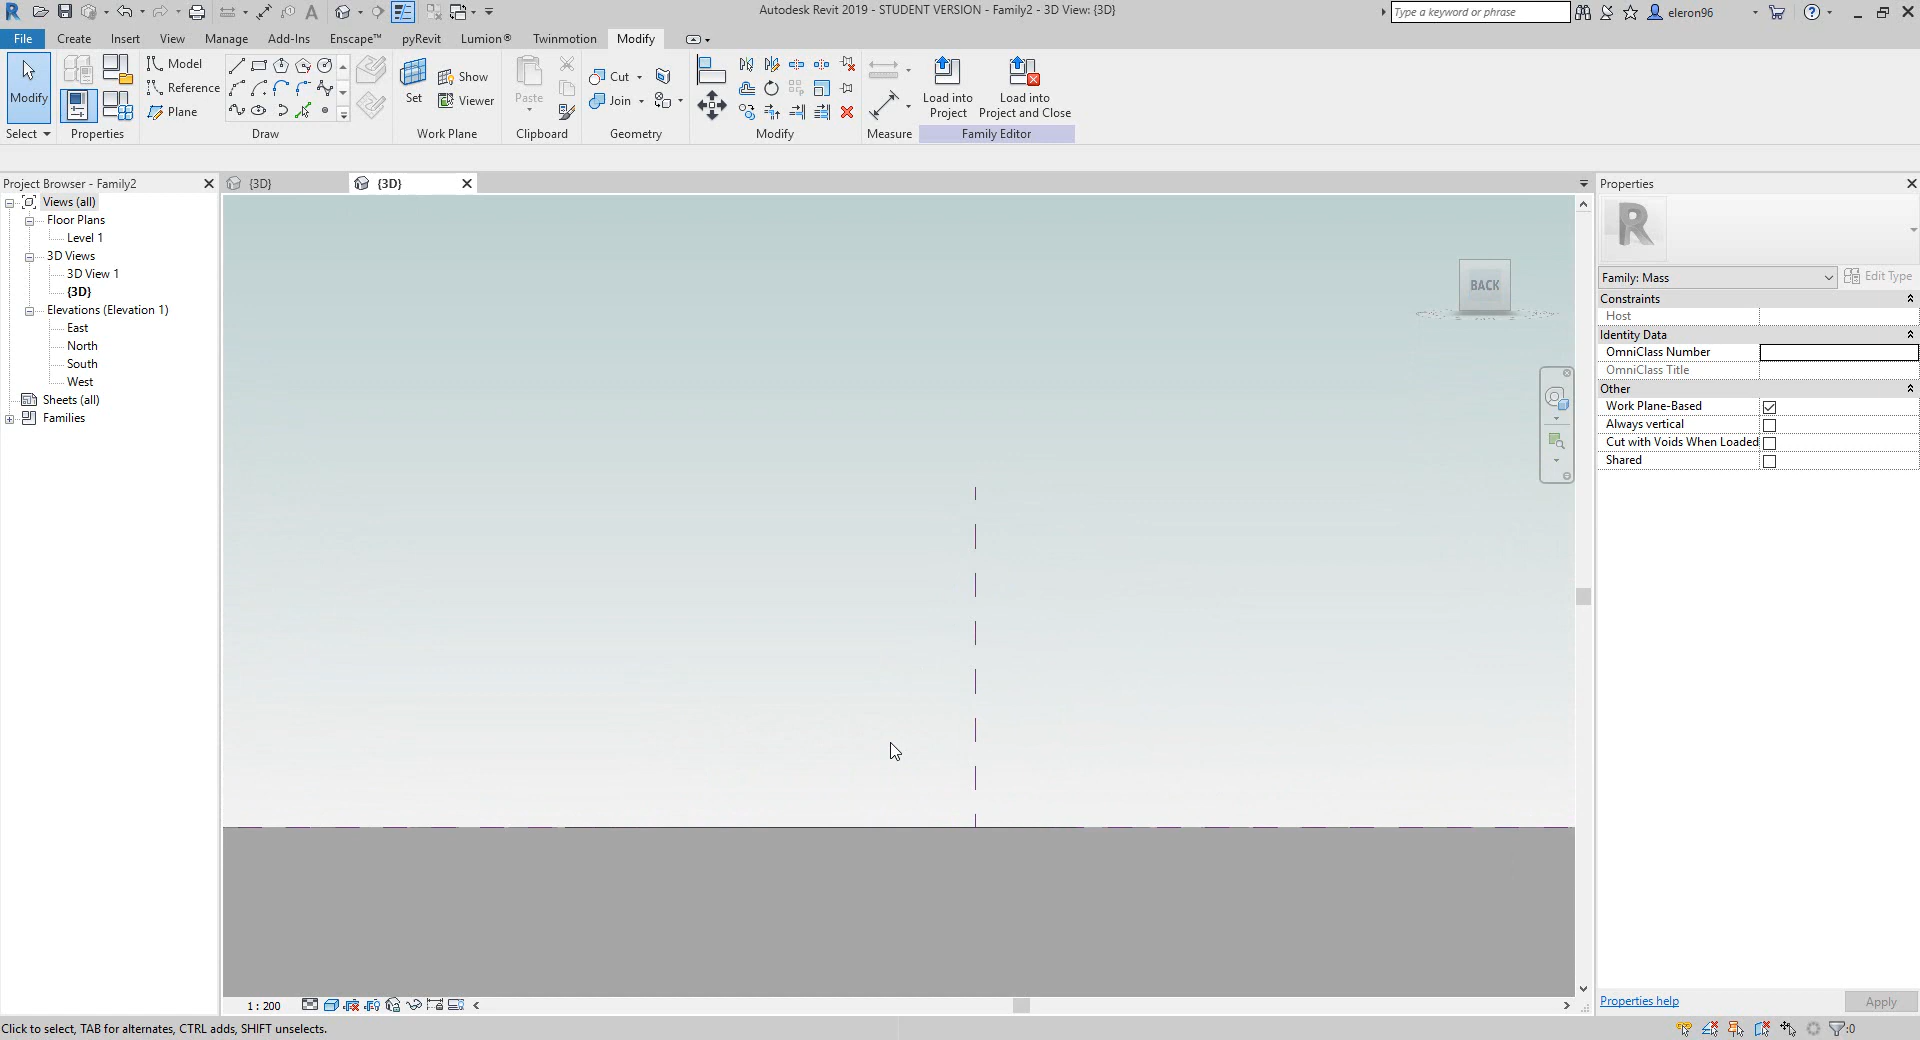 Autodesk Revit 2019 - STUDENT VERSION - Family2 - 3D View: {3D}
Type a keyword or phrase
eleron96
File Create Insert View Manage Add-Ins Enscape™ pyRevit Lumion® Twinmotion Modify
Modify
Select
Properties
Model
Reference
Plane
Draw
Set
Show
Viewer
Work Plane
Paste
Clipboard
Cut
Join
Geometry
Modify
Measure
Load into
Project
Load into
Project and Close
Family Editor
Project Browser - Family2
Views (all)
Floor Plans
Level 1
3D Views
3D View 1
{3D}
Elevations (Elevation 1)
East
North
South
West
Sheets (all)
Families
{3D}
{3D}
BACK
Properties
R
Family: Mass
Edit Type
Constraints
Host
Identity Data
OmniClass Number
OmniClass Title
Other
Work Plane-Based
Always vertical
Cut with Voids When Loaded
Shared
Properties help
Apply
1 : 200
Click to select, TAB for alternates, CTRL adds, SHIFT unselects.
:0